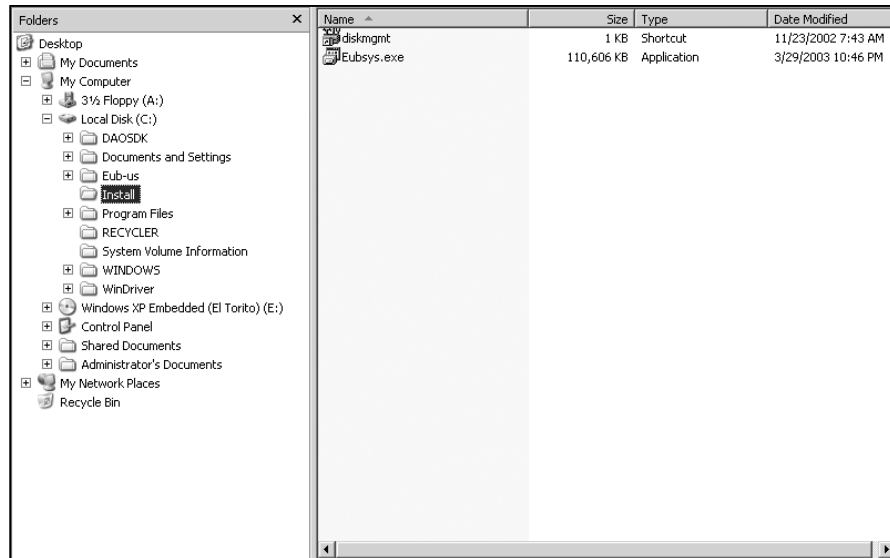 Folders
Desktop
My Documents
My Computer
3½ Floppy (A:)
Local Disk (C:)
DAOSDK
Documents and Settings
Eub-us
Install
Program Files
RECYCLER
System Volume Information
WINDOWS
WinDriver
Windows XP Embedded (El Torito) (E:)
Control Panel
Shared Documents
Administrator's Documents
My Network Places
Recycle Bin
Name Size Type Date Modified
diskmgmt 1 KB Shortcut 11/23/2002 7:43 AM
Eubsys.exe 110,606 KB Application 3/29/2003 10:46 PM